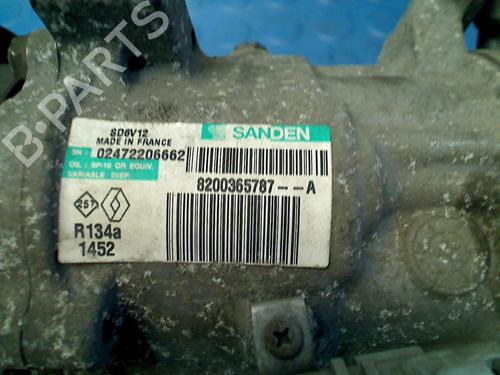 B-PARTS
SD6V12
MADE IN FRANCE
SANDEN
SN : 02472206662
OIL : SP-10 OR EQUIV.
VARIABLE DISP.
8200365787--A
257
R134a
1452